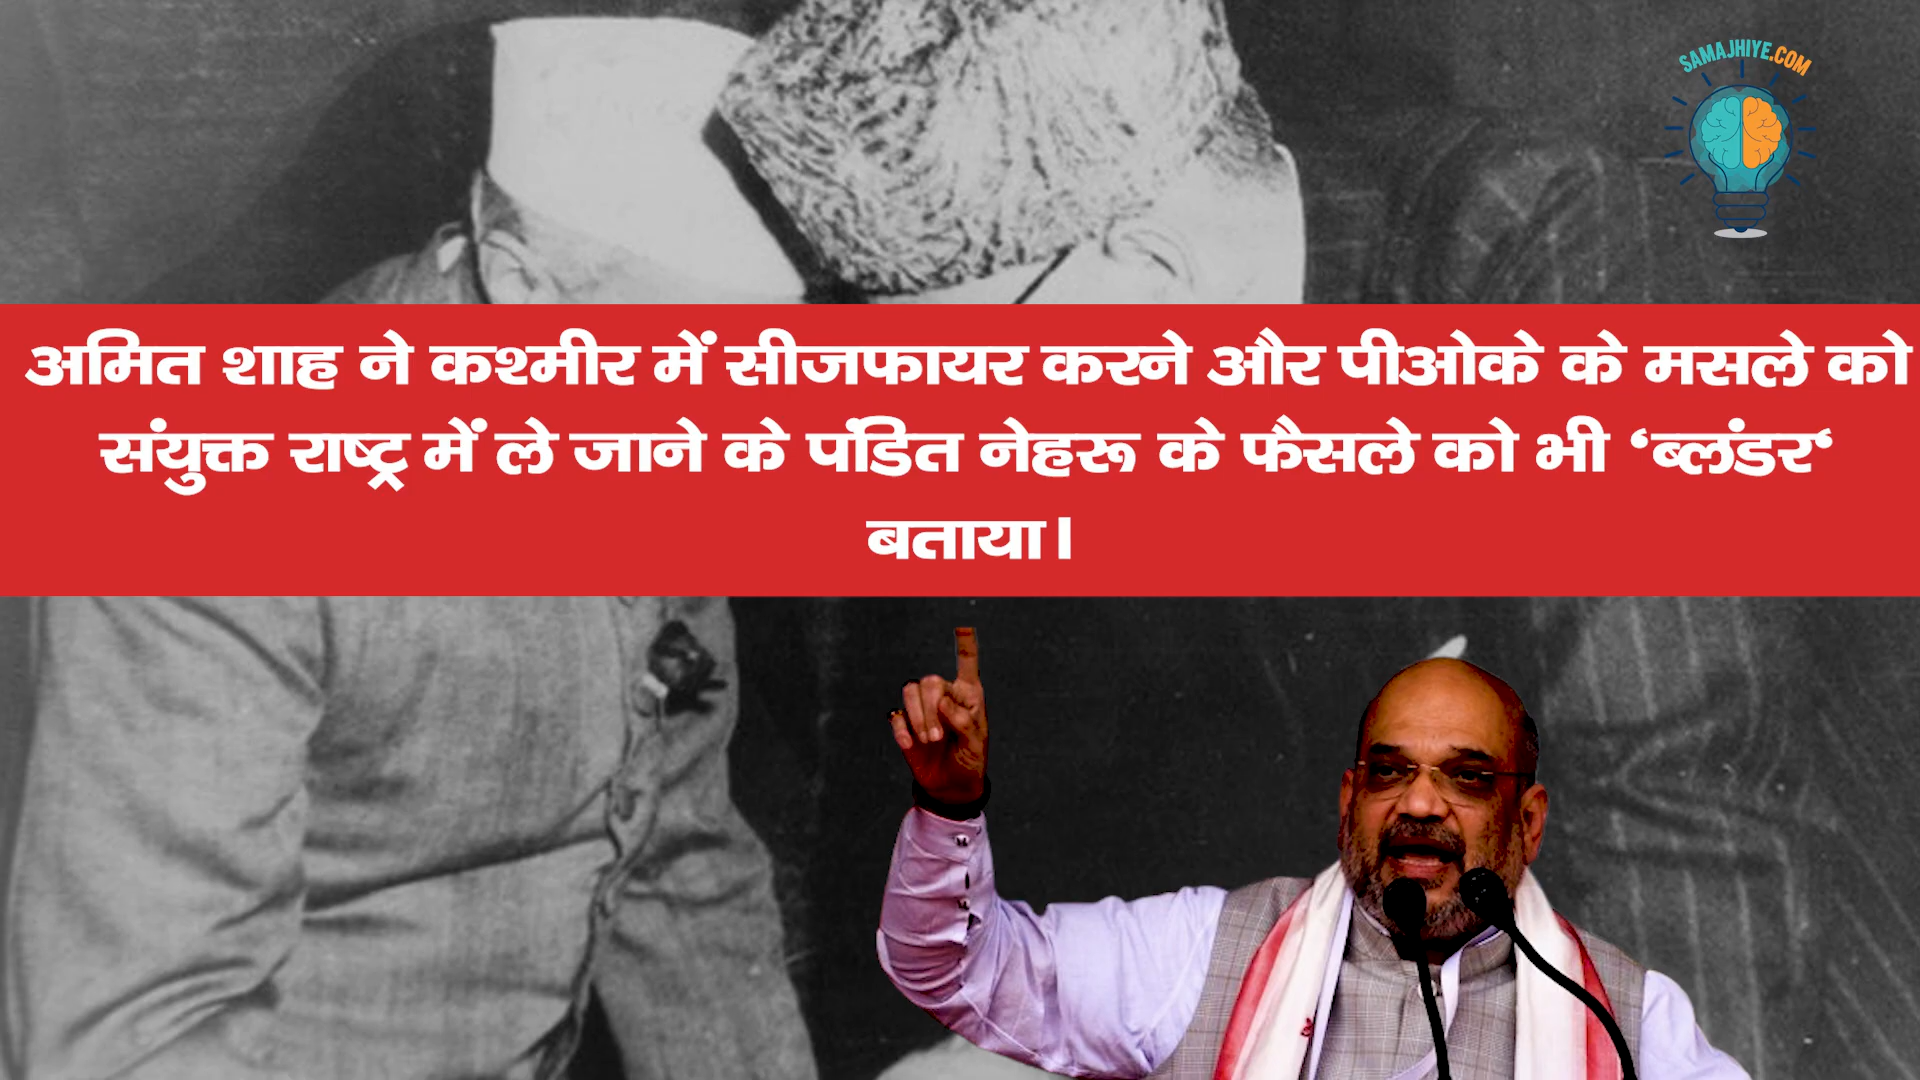 SAMAJHIYE.COM
अमित शाह ने कश्मीर में सीजफायर करने और पीओके के मसले को
संयुक्त राष्ट्र में ले जाने के पंडित नेहरू के फैसले को भी ‘ब्लंडर‘
बताया।